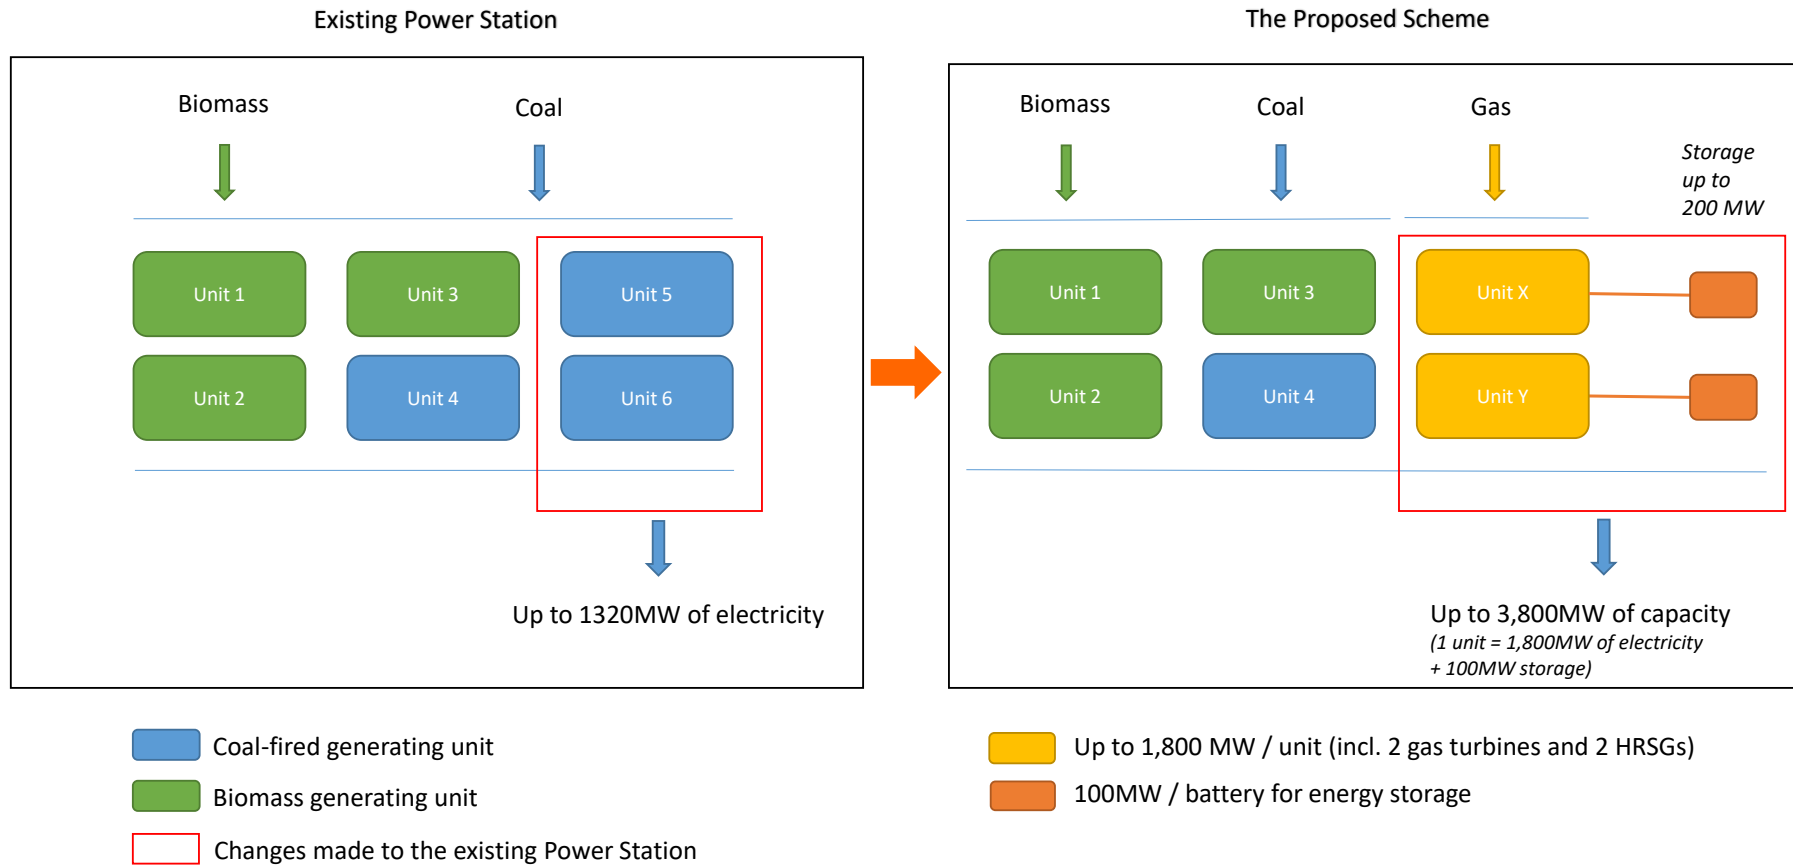 Existing Power Station
Biomass
Coal
Unit 1
Unit 3
Unit 5
Unit 2
Unit 4
Unit 6
Up to 1320MW of electricity
Coal-fired generating unit
Biomass generating unit
Changes made to the existing Power Station
The Proposed Scheme
Biomass
Coal
Gas
Storage
up to
200 MW
Unit 1
Unit 3
Unit X
Unit 2
Unit 4
Unit Y
Up to 3,800MW of capacity
(1 unit = 1,800MW of electricity
+ 100MW storage)
Up to 1,800 MW / unit (incl. 2 gas turbines and 2 HRSGs)
100MW / battery for energy storage